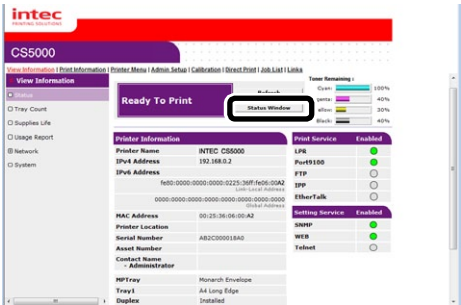 intec
PRINTING SOLUTIONS
CS5000
View Information | Print Information | Printer Menu | Admin Setup | Calibration | Direct Print | Job List | Links
View Information
Status
Tray Count
Supplies Life
Usage Report
Network
System
Ready To Print
Refresh
Status Window
Toner Remaining :
Cyan: 100%
genta: 40%
ellow: 30%
Black: 40%
Printer Information
Printer Name INTEC CS5000
IPv4 Address 192.168.0.2
IPv6 Address
fe80:0000:0000:0000:0225:36ff:fe06:00A2
Link-Local Address
0000:0000:0000:0000:0000:0000:0000:0000
Global Address
MAC Address 00:25:36:06:00:A2
Printer Location
Serial Number AB2C000018A0
Asset Number
Contact Name
- Administrator
MPTray Monarch Envelope
Tray1 A4 Long Edge
Duplex Installed
Print Service Enabled
LPR
Port9100
FTP
IPP
EtherTalk
Setting Service Enabled
SNMP
WEB
Telnet